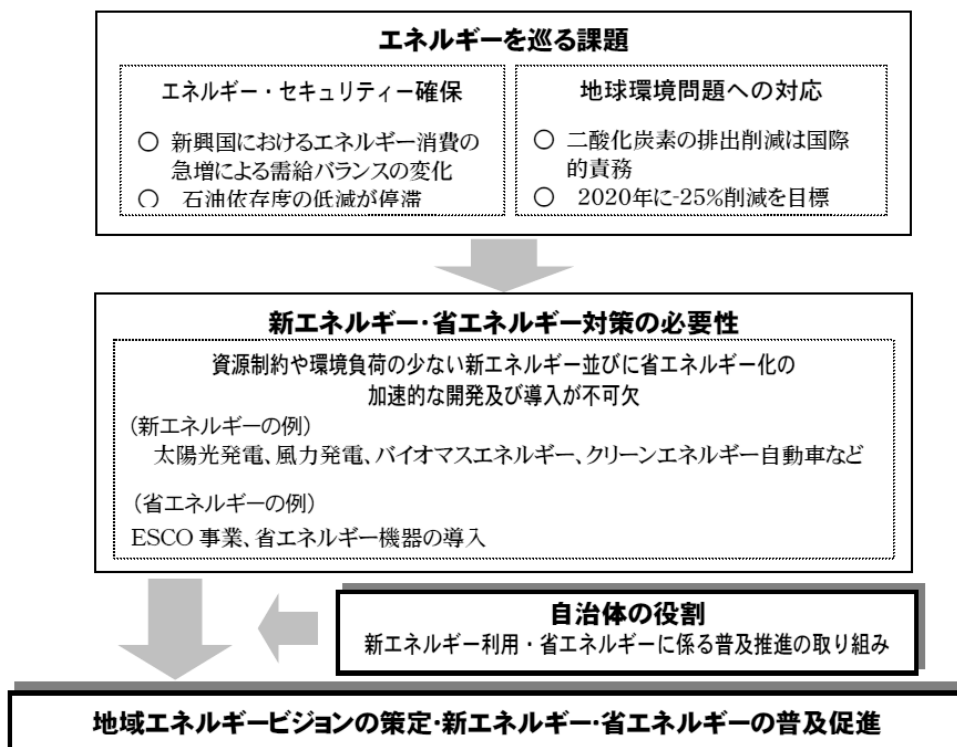 エネルギーを巡る課題
エネルギー・セキュリティー確保
○ 新興国におけるエネルギー消費の
急増による需給バランスの変化
○ 石油依存度の低減が停滞
地球環境問題への対応
○ 二酸化炭素の排出削減は国際
的責務
○ 2020年に-25%削減を目標
新エネルギー･省エネルギー対策の必要性
資源制約や環境負荷の少ない新エネルギー並びに省エネルギー化の
加速的な開発及び導入が不可欠
(新エネルギーの例)
太陽光発電、風力発電、バイオマスエネルギー、クリーンエネルギー自動車など
(省エネルギーの例)
ESCO 事業、省エネルギー機器の導入
自治体の役割
新エネルギー利用・省エネルギーに係る普及推進の取り組み
地域エネルギービジョンの策定･新エネルギー･省エネルギーの普及促進